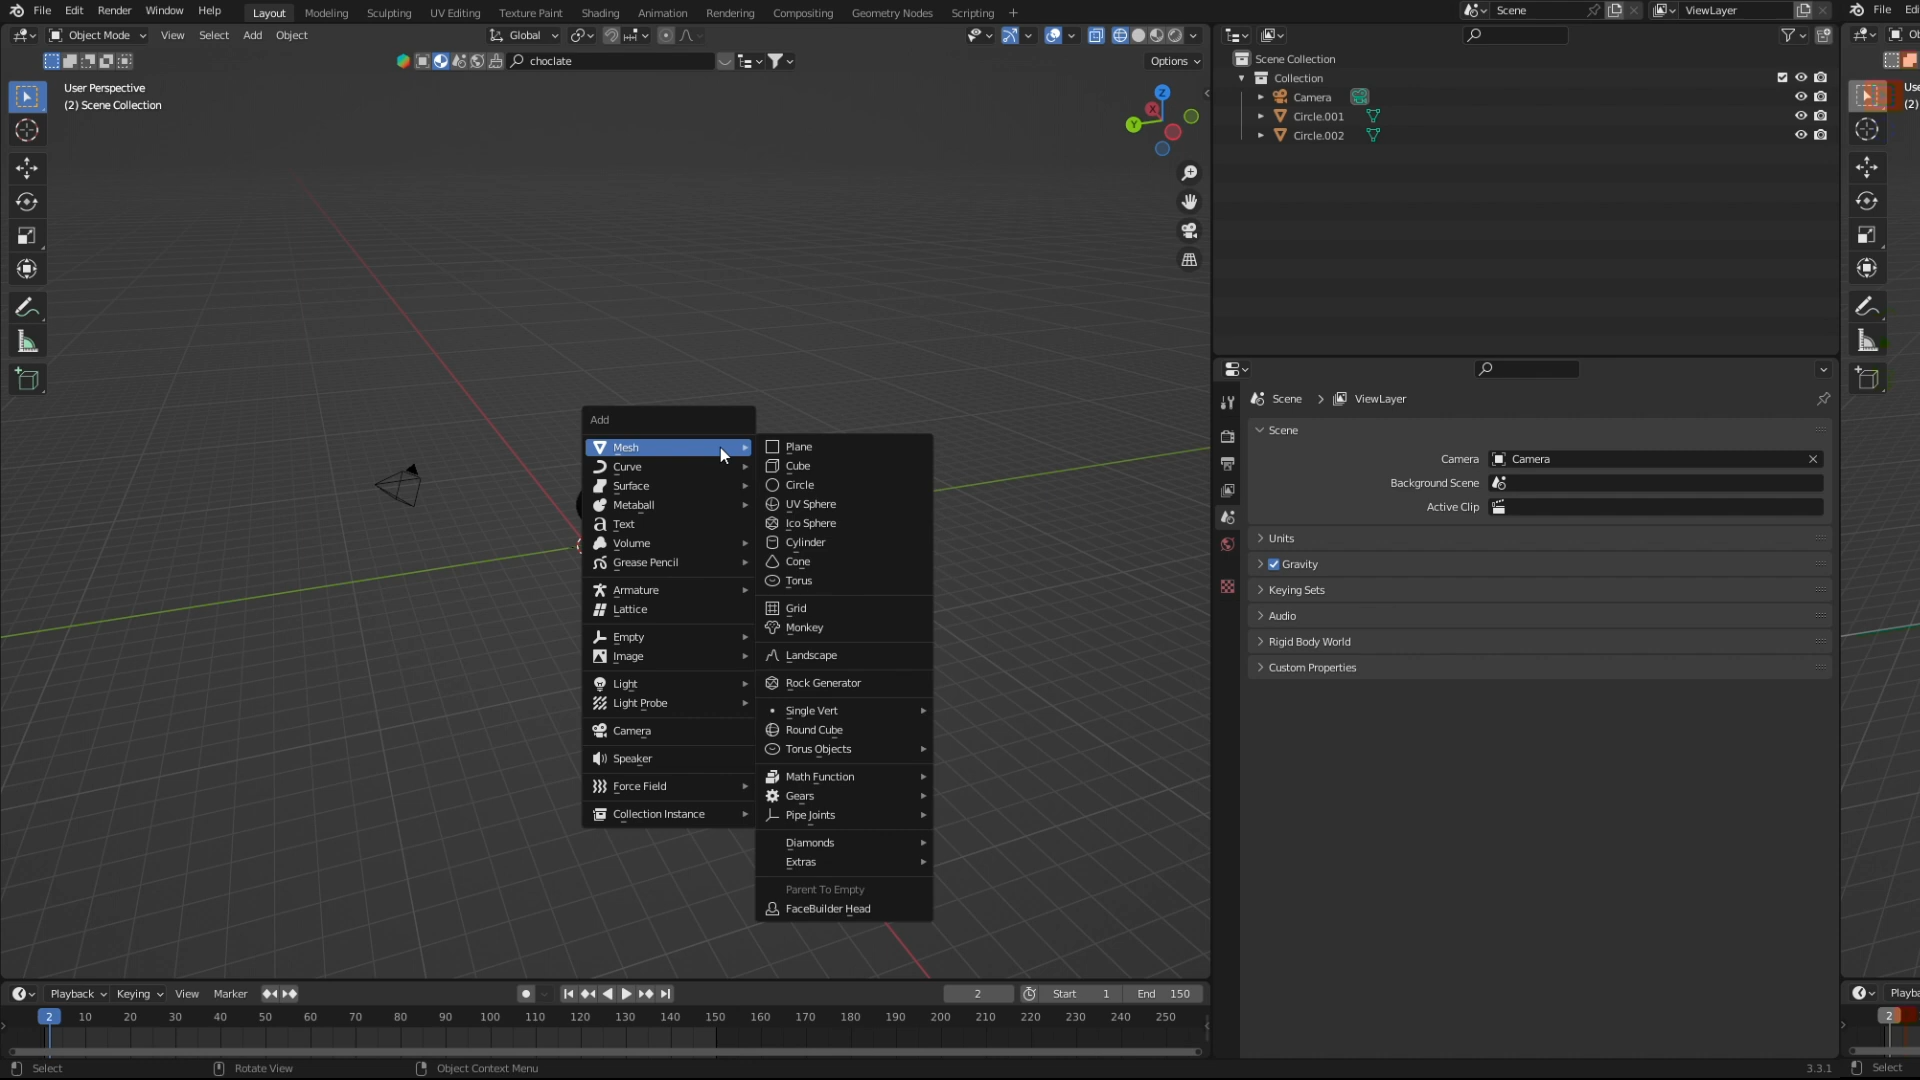 File Edit Render Window Help Layout Modeling Sculpting UV Editing Texture Paint Shading Animation Rendering Compositing Geometry Nodes Scripting + Scene ViewLayer File
Object Mode View Select Add Object Global
choclate Options
User Perspective
(2) Scene Collection
Scene Collection
Collection
Camera
Circle.001
Circle.002
Z
X
Y
Scene > ViewLayer
Scene
Camera Camera
Background Scene
Active Clip
Units
Gravity
Keying Sets
Audio
Rigid Body World
Custom Properties
Add
Mesh
Curve
Surface
Metaball
Text
Volume
Grease Pencil
Armature
Lattice
Empty
Image
Light
Light Probe
Camera
Speaker
Force Field
Collection Instance
Plane
Cube
Circle
UV Sphere
Ico Sphere
Cylinder
Cone
Torus
Grid
Monkey
Landscape
Rock Generator
Single Vert
Round Cube
Torus Objects
Math Function
Gears
Pipe Joints
Diamonds
Extras
Parent To Empty
FaceBuilder Head
Playback Keying View Marker 2 Start 1 End 150
2 10 20 30 40 50 60 70 80 90 100 110 120 130 140 150 160 170 180 190 200 210 220 230 240 250 2
Select Rotate View Object Context Menu 3.3.1 Select